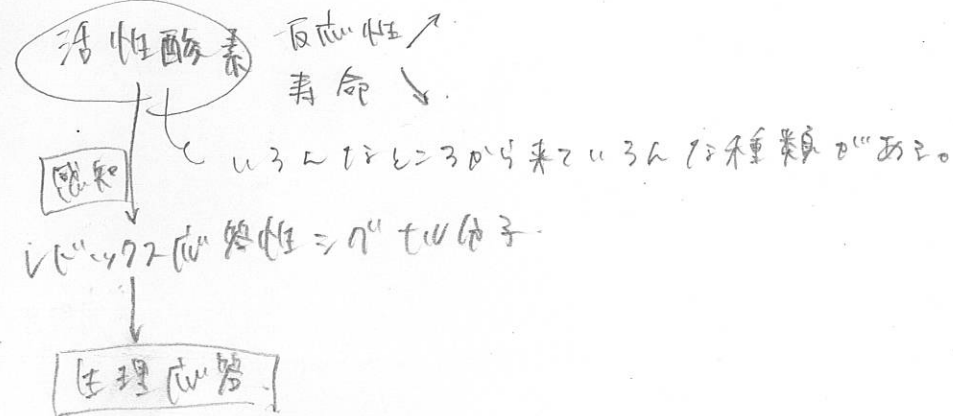 活性酸素
反応性↗
寿命↘
いろんなところから来ていろんな種類がある。
感知
レドックス応答性シグナル分子
生理応答